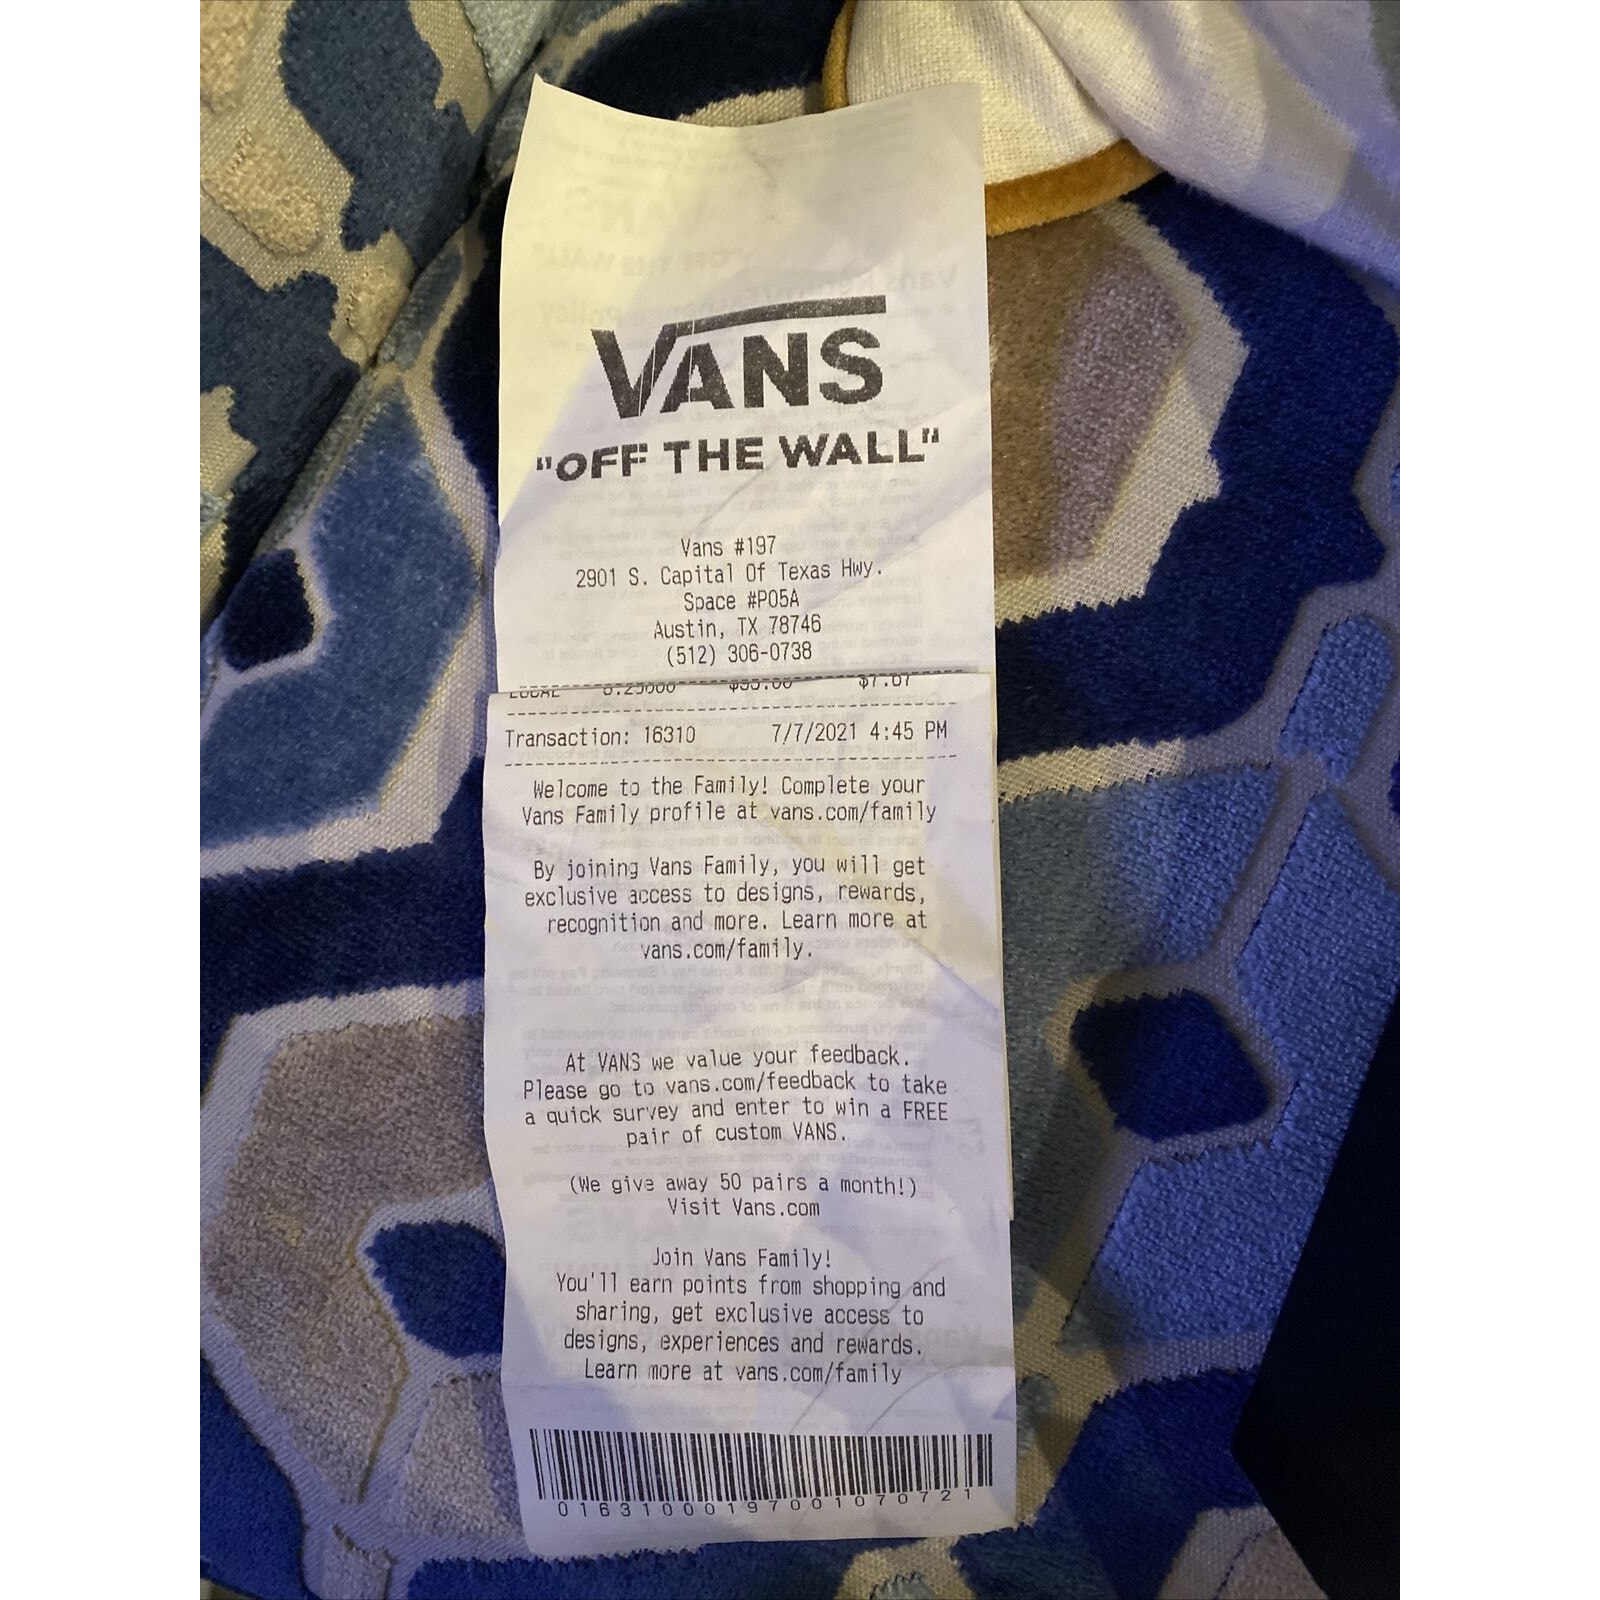 VANS
"OFF THE WALL"
Vans #197
2901 S. Capital Of Texas Hwy.
Space #P05A
Austin, TX 78746
(512) 306-0738
LOCAL 8.25000 $7.67
Transaction: 16310 7/7/2021 4:45 PM
Welcome to the Family! Complete your
Vans Family profile at vans.com/family
By joining Vans Family, you will get
exclusive access to designs, rewards,
recognition and more. Learn more at
vans.com/family.
At VANS we value your feedback.
Please go to vans.com/feedback to take
a quick survey and enter to win a FREE
pair of custom VANS.
(We give away 50 pairs a month!)
Visit Vans.com
Join Vans Family!
You'll earn points from shopping and
sharing, get exclusive access to
designs, experiences and rewards.
Learn more at vans.com/family
01631000197001070721